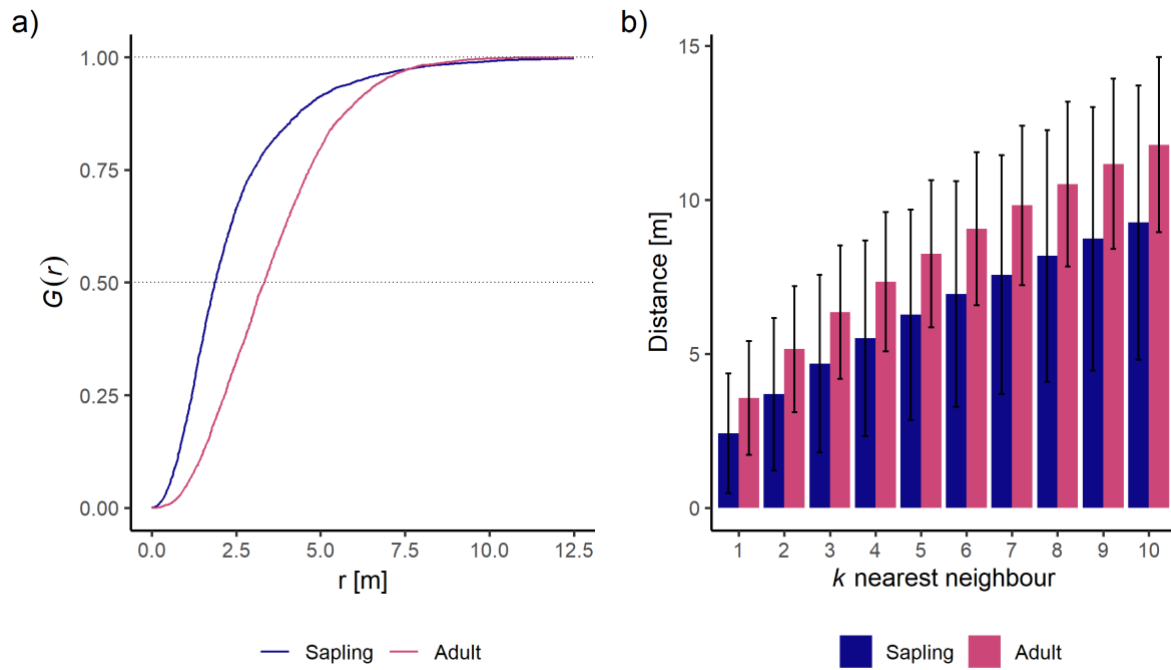 a)
1.00
0.75
0.50
0.25
0.00
G(r)
0.0 2.5 5.0 7.5 10.0 12.5
r [m]
Sapling Adult
b)
15
10
5
0
Distance [m]
1 2 3 4 5 6 7 8 9 10
k nearest neighbour
Sapling Adult